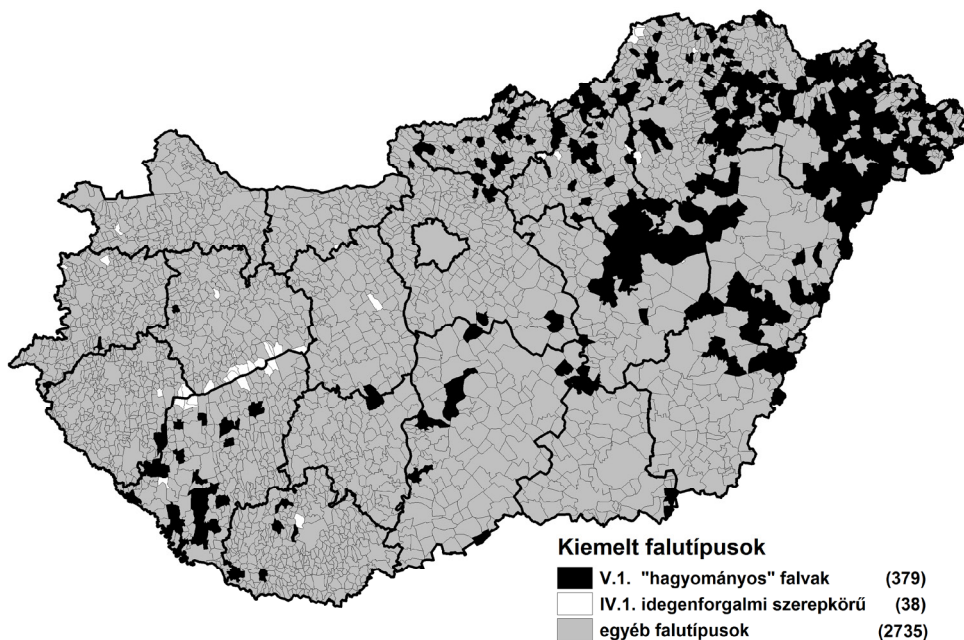 Kiemelt falutípusok
V.1. "hagyományos" falvak (379)
IV.1. idegenforgalmi szerepkörű (38)
egyéb falutípusok (2735)